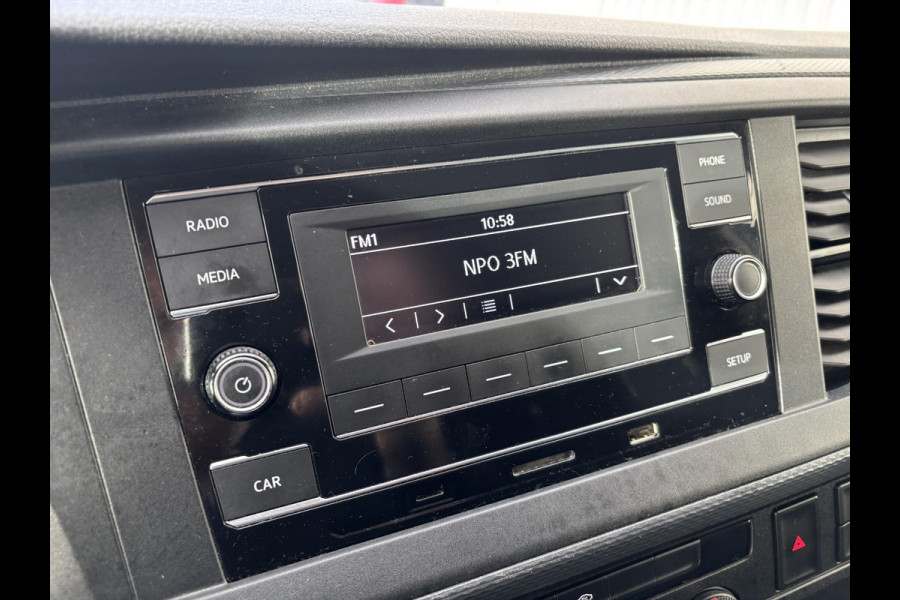 RADIO
MEDIA
CAR
FM1
10:58
NPO 3FM
PHONE
SOUND
SETUP